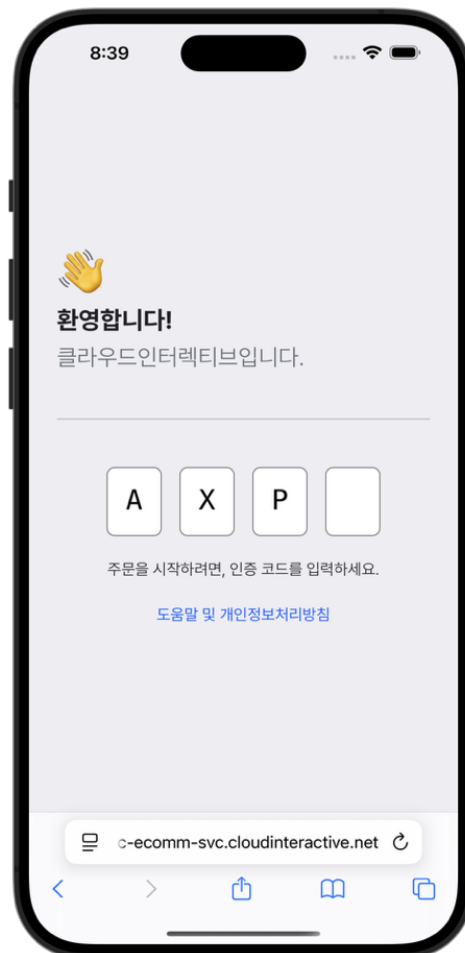 8:39
환영합니다!
클라우드인터렉티브입니다.
A X P
주문을 시작하려면, 인증 코드를 입력하세요.
도움말 및 개인정보처리방침
c-ecomm-svc.cloudinteractive.net